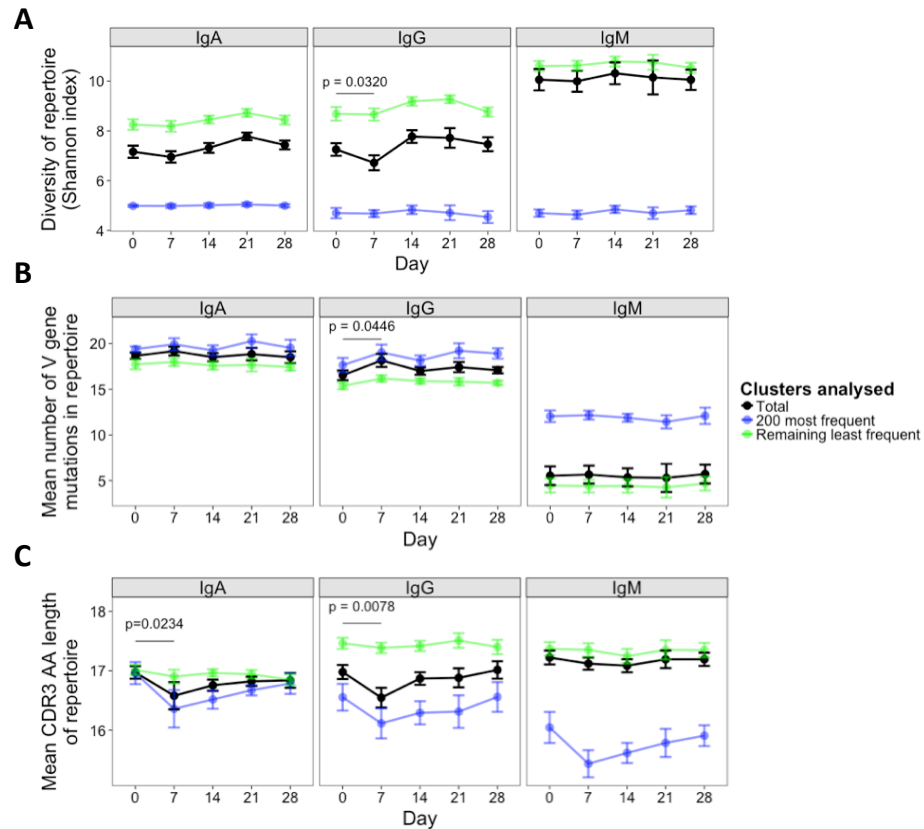 A
IgA IgG IgM
Diversity of repertoire
(Shannon index)
10
8
6
4
p = 0.0320
0 7 14 21 28 0 7 14 21 28 0 7 14 21 28
Day
B
IgA IgG IgM
Mean number of V gene
mutations in repertoire
20
15
10
5
p = 0.0446
0 7 14 21 28 0 7 14 21 28 0 7 14 21 28
Day
Clusters analysed
Total
200 most frequent
Remaining least frequent
C
IgA IgG IgM
Mean CDR3 AA length
of repertoire
18
17
16
p=0.0234
p = 0.0078
0 7 14 21 28 0 7 14 21 28 0 7 14 21 28
Day